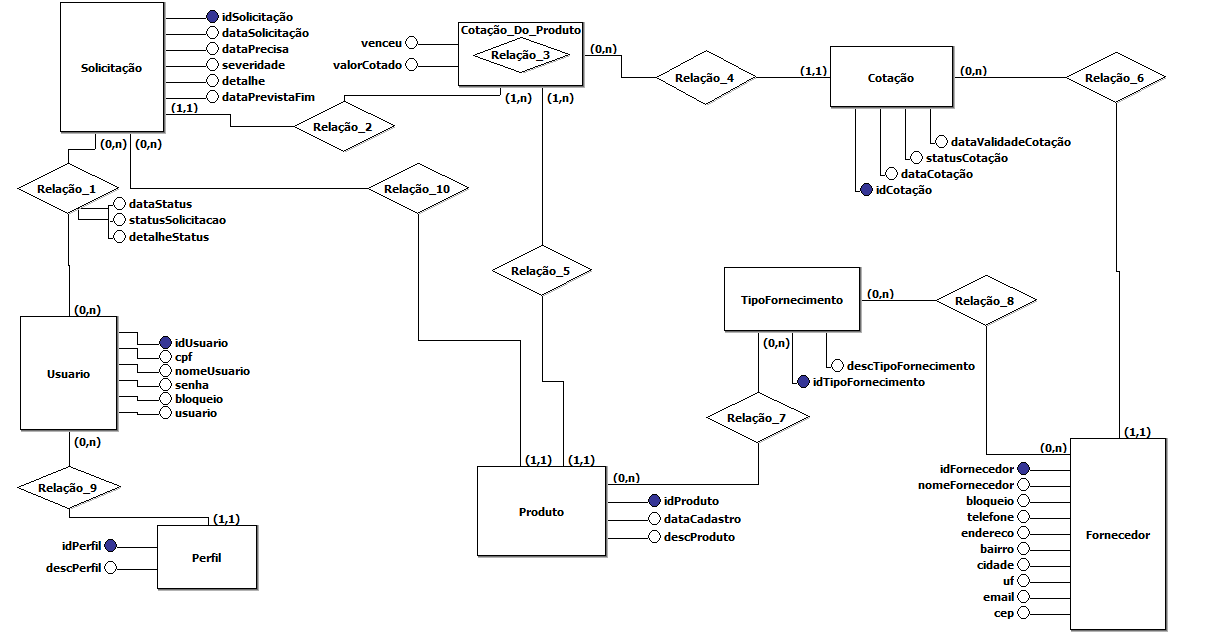 Solicitação
idSolicitação
dataSolicitação
dataPrecisa
severidade
detalhe
dataPrevistaFim
(1,1)
(0,n)
(0,n)
Relação_2
venceu
valorCotado
Cotação_Do_Produto
Relação_3
(0,n)
(1,n)
(1,n)
Relação_4
(1,1)
Cotação
(0,n)
Relação_6
dataValidadeCotação
statusCotação
dataCotação
idCotação
Relação_1
dataStatus
statusSolicitacao
detalheStatus
Relação_10
Relação_5
TipoFornecimento
(0,n)
Relação_8
(0,n)
descTipoFornecimento
idTipoFornecimento
(0,n)
Usuario
idUsuario
cpf
nomeUsuario
senha
bloqueio
usuario
(0,n)
Relação_7
Relação_9
(1,1)
idPerfil
descPerfil
Perfil
(1,1)
(1,1)
(0,n)
Produto
idProduto
dataCadastro
descProduto
(1,1)
(0,n)
idFornecedor
nomeFornecedor
bloqueio
telefone
endereco
bairro
cidade
uf
email
cep
Fornecedor